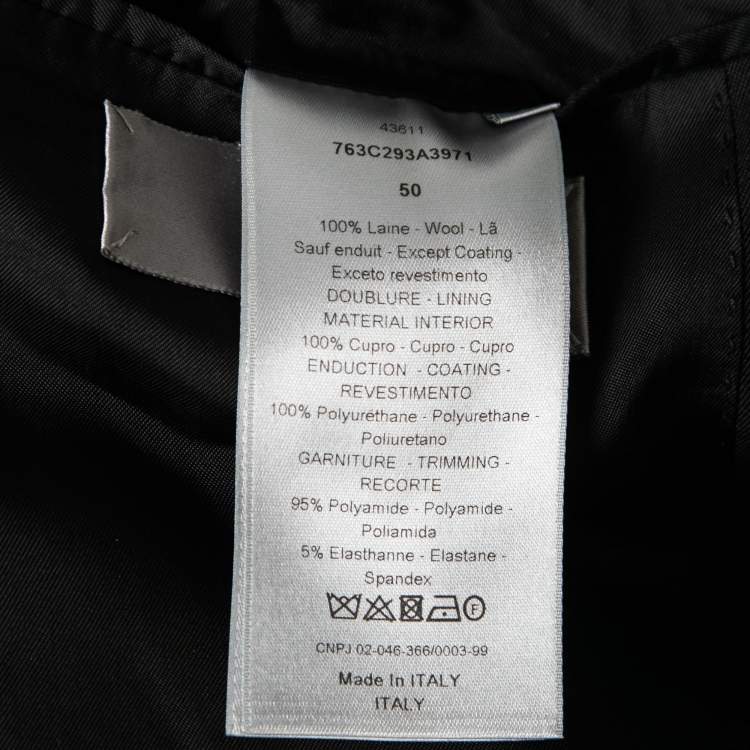 43611
763C293A3971
50
100% Laine - Wool - Lã
Sauf enduit - Except Coating -
Exceto revestimento
DOUBLURE - LINING
MATERIAL INTERIOR
100% Cupro - Cupro - Cupro
ENDUCTION - COATING -
REVESTIMENTO
100% Polyuréthane - Polyurethane -
Poliuretano
GARNITURE - TRIMMING -
RECORTE
95% Polyamide - Polyamide -
Poliamida
5% Elasthanne - Elastane -
Spandex
F
CNPJ 02-046-366/0003-99
Made In ITALY
ITALY